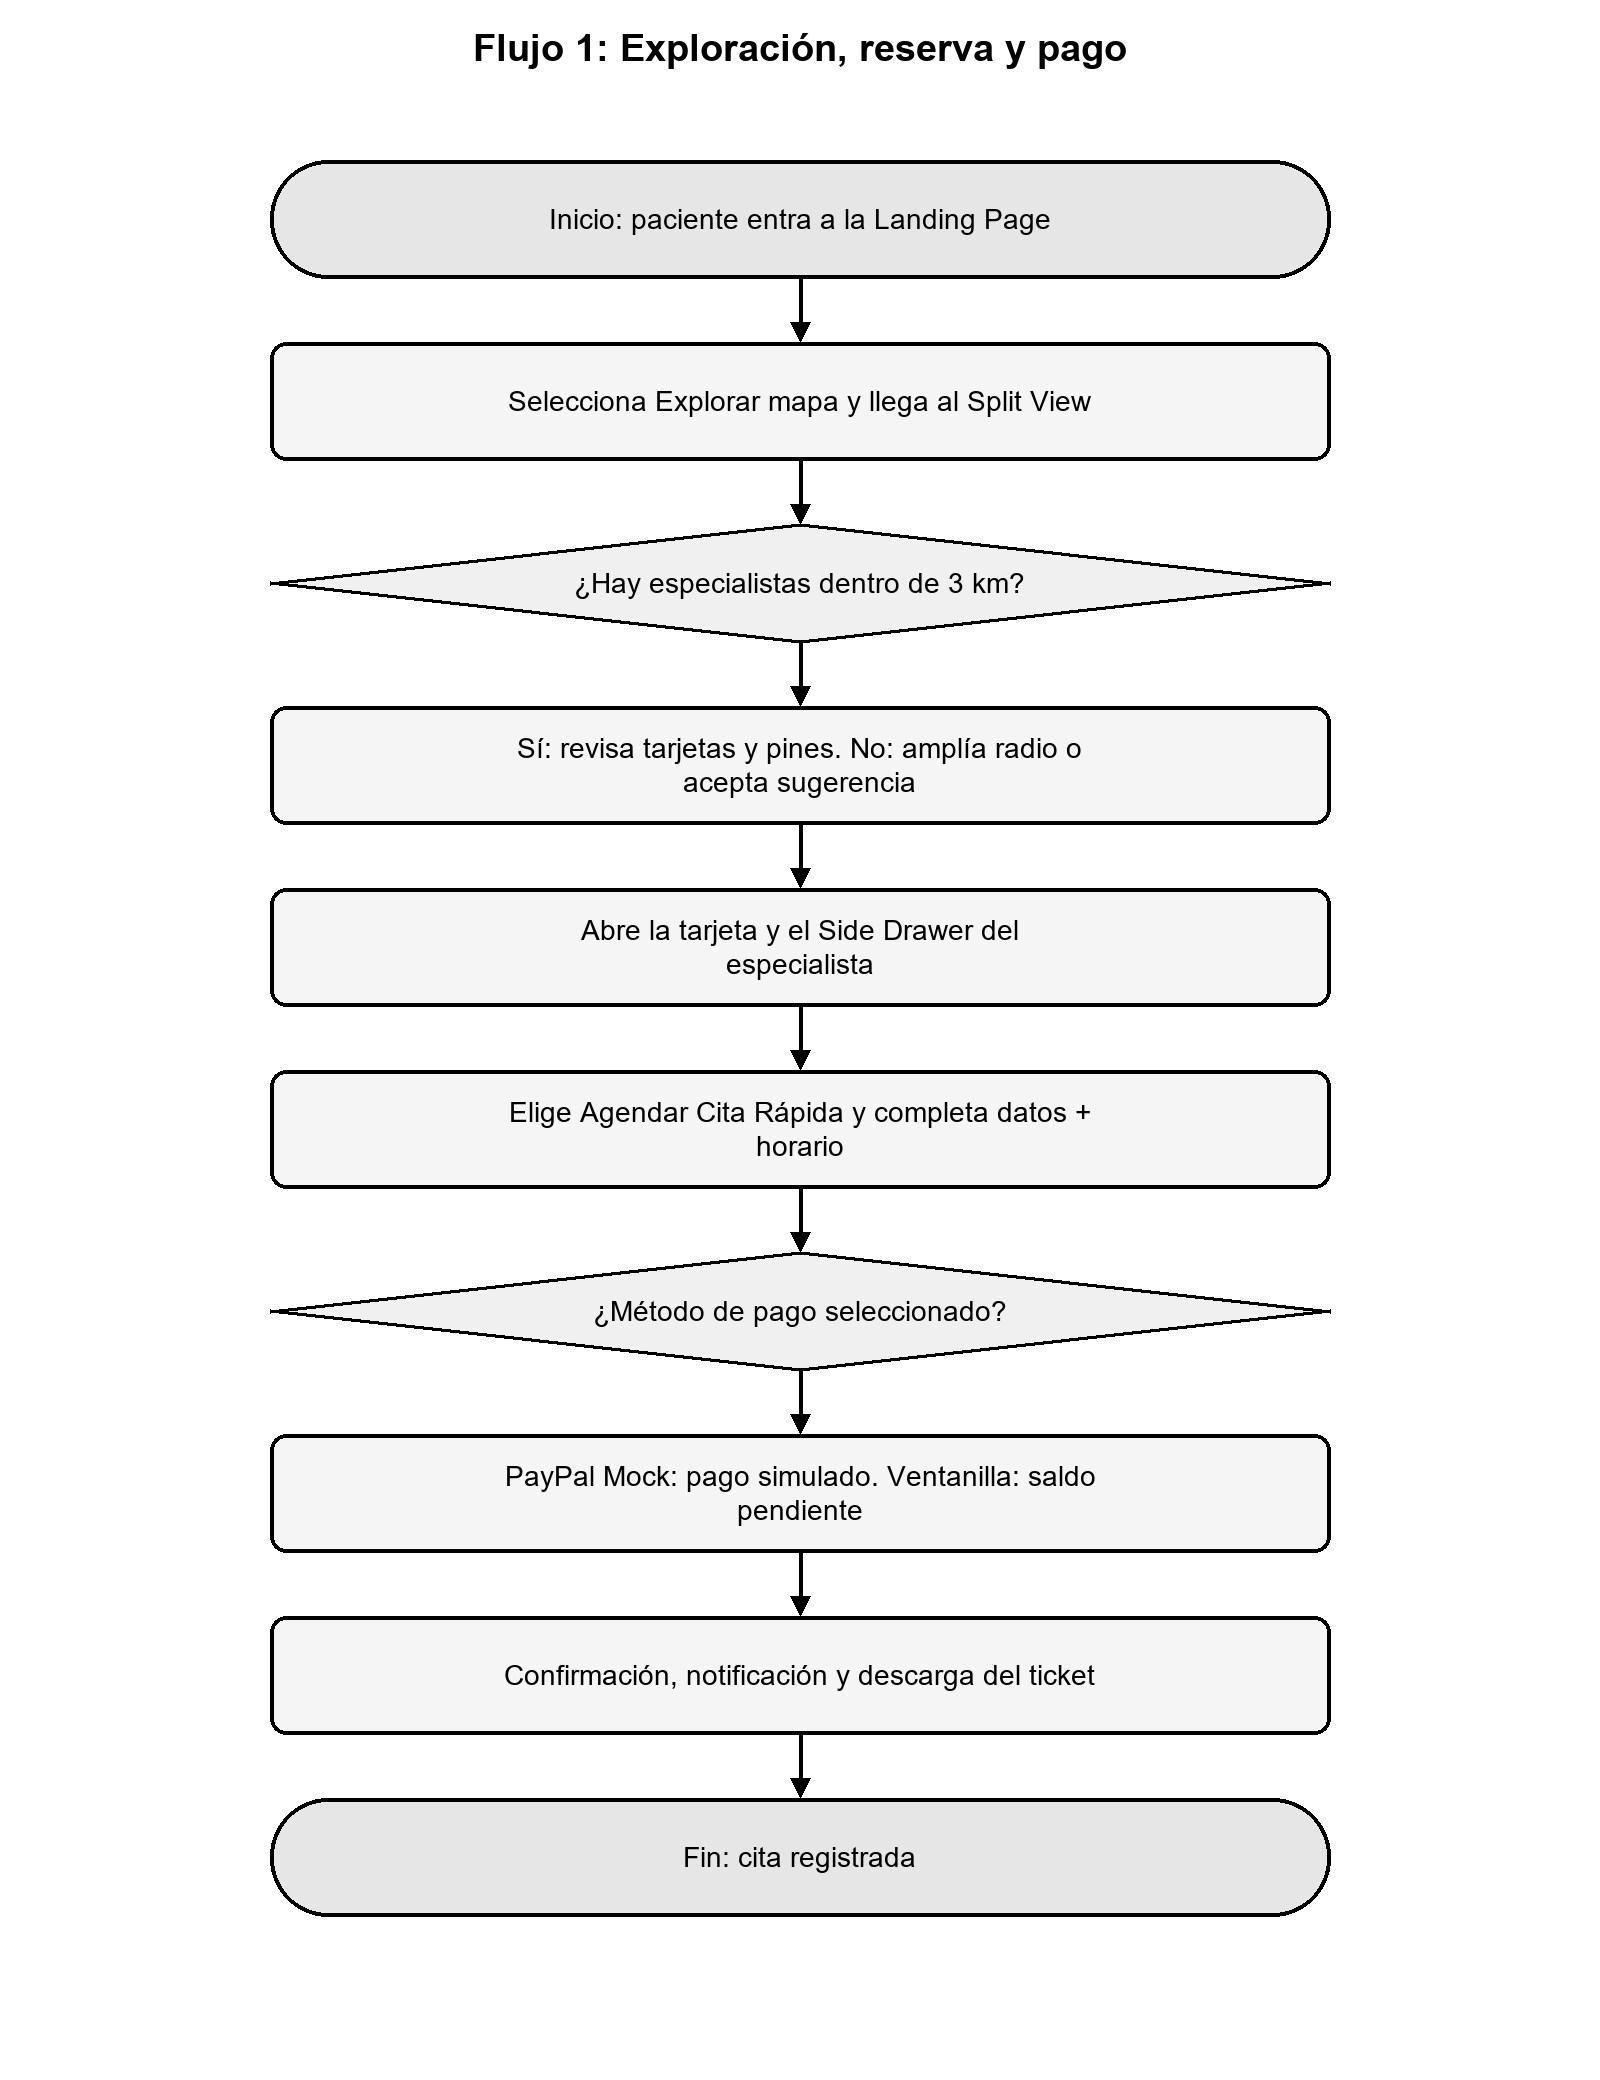 Flujo 1: Exploración, reserva y pago
Inicio: paciente entra a la Landing Page
Selecciona Explorar mapa y llega al Split View
¿Hay especialistas dentro de 3 km?
Sí: revisa tarjetas y pines. No: amplía radio o
acepta sugerencia
Abre la tarjeta y el Side Drawer del
especialista
Elige Agendar Cita Rápida y completa datos +
horario
¿Método de pago seleccionado?
PayPal Mock: pago simulado. Ventanilla: saldo
pendiente
Confirmación, notificación y descarga del ticket
Fin: cita registrada